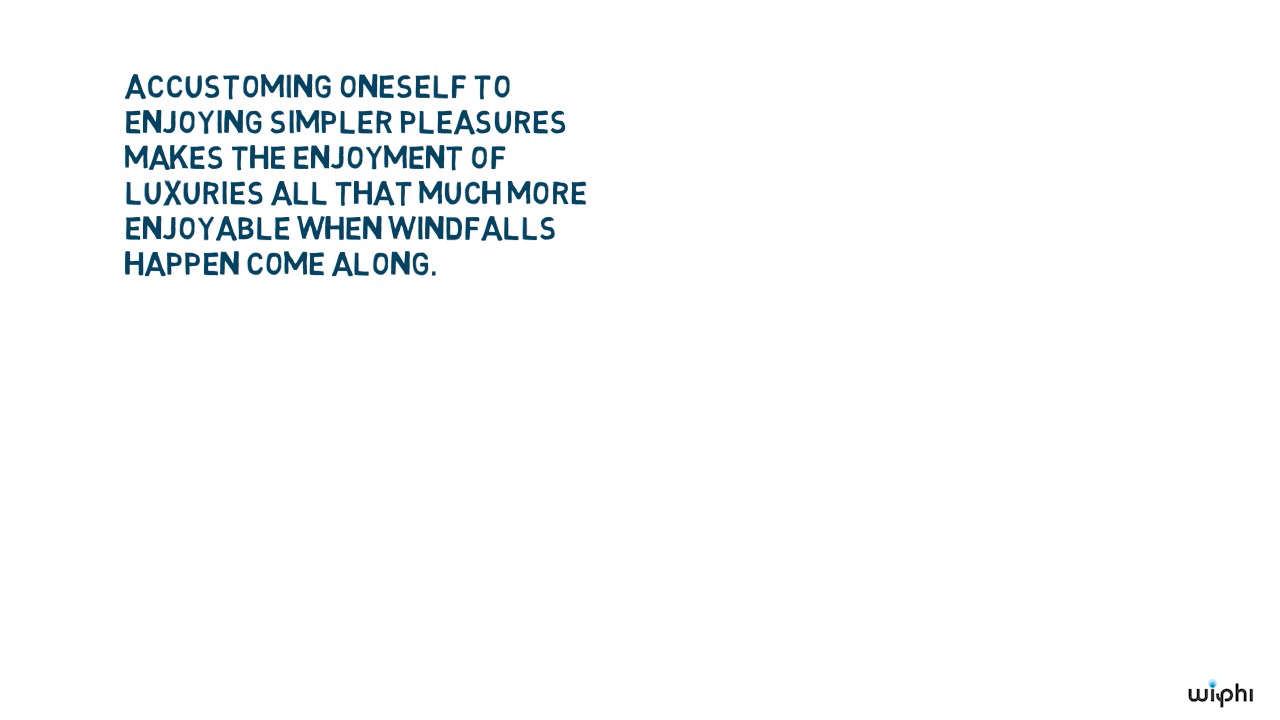 ACCUSTOMING ONESELF TO
ENJOYING SIMPLER PLEASURES
MAKES THE ENJOYMENT OF
LUXURIES ALL THAT MUCH MORE
ENJOYABLE WHEN WINDFALLS
HAPPEN COME ALONG.
wiphi